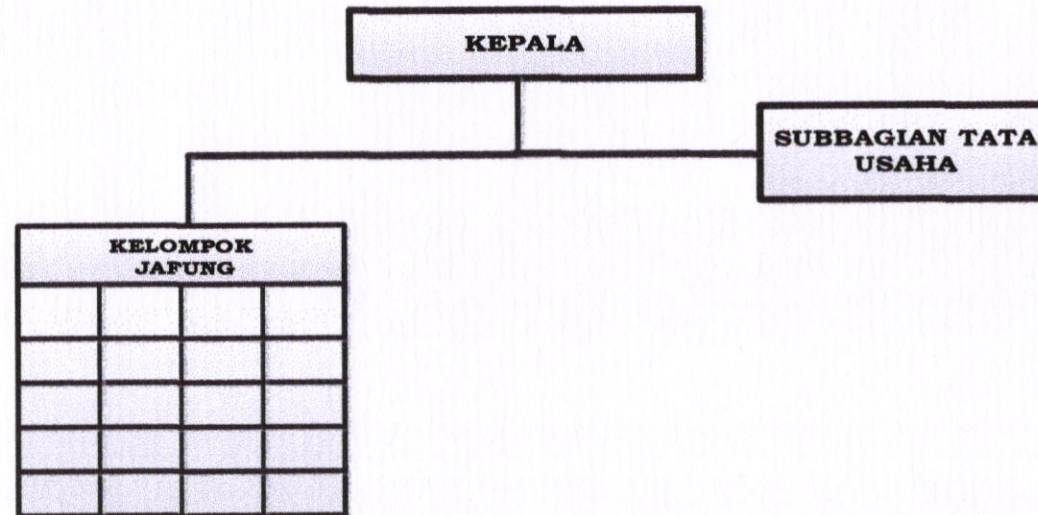 KEPALA
SUBBAGIAN TATA
USAHA
KELOMPOK
JAFUNG